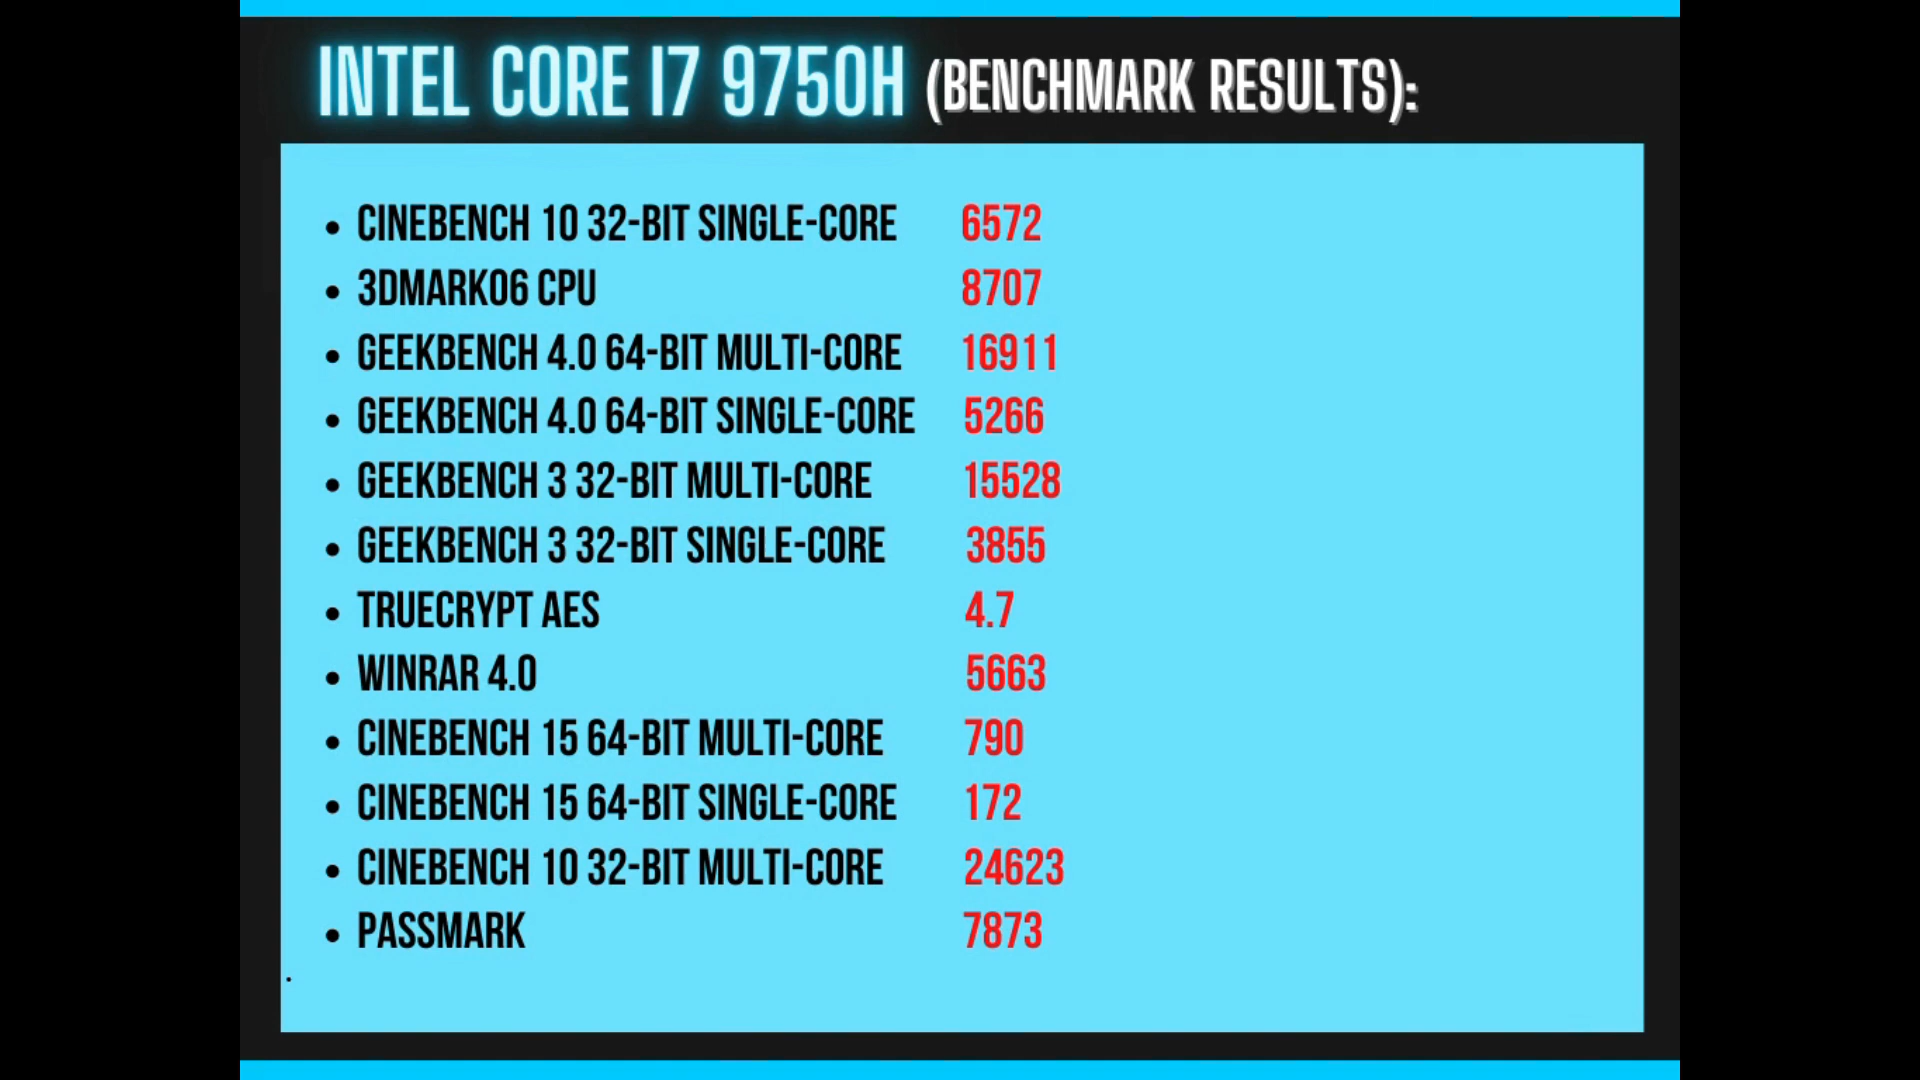 INTEL CORE I7 9750H (BENCHMARK RESULTS):
• CINEBENCH 10 32-BIT SINGLE-CORE 6572
• 3DMARK06 CPU 8707
• GEEKBENCH 4.0 64-BIT MULTI-CORE 16911
• GEEKBENCH 4.0 64-BIT SINGLE-CORE 5266
• GEEKBENCH 3 32-BIT MULTI-CORE 15528
• GEEKBENCH 3 32-BIT SINGLE-CORE 3855
• TRUECRYPT AES 4.7
• WINRAR 4.0 5663
• CINEBENCH 15 64-BIT MULTI-CORE 790
• CINEBENCH 15 64-BIT SINGLE-CORE 172
• CINEBENCH 10 32-BIT MULTI-CORE 24623
• PASSMARK 7873
.